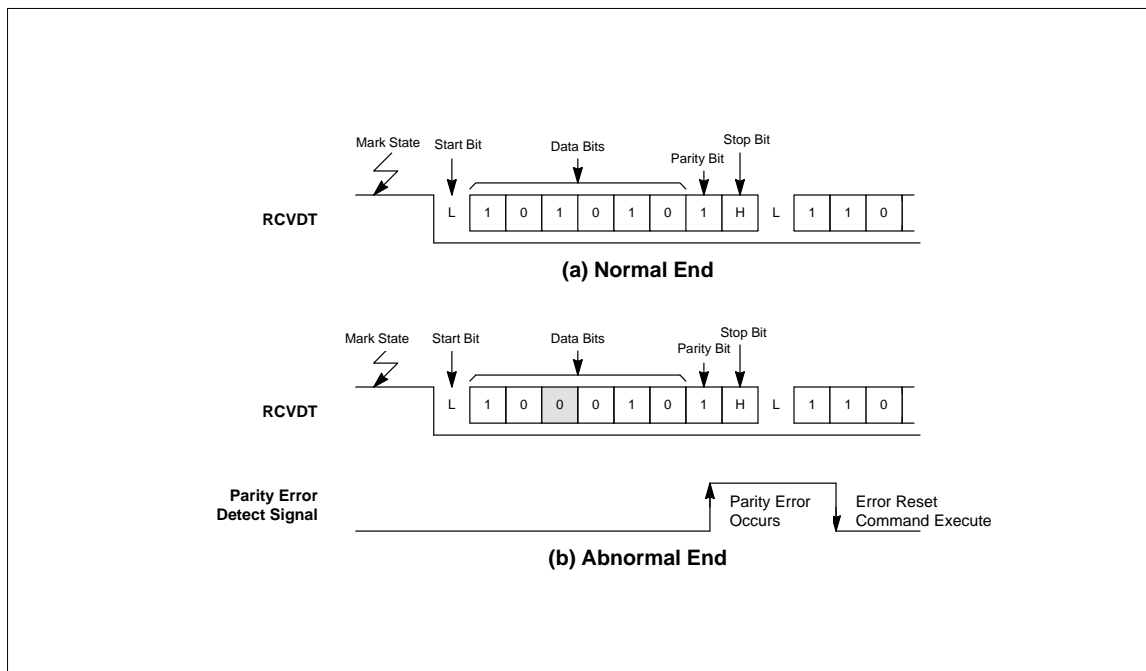 Mark State Start Bit Data Bits Parity Bit Stop Bit
RCVDT L 1 0 1 0 1 0 1 H L 1 1 0
(a) Normal End
Mark State Start Bit Data Bits Parity Bit Stop Bit
RCVDT L 1 0 0 0 1 0 1 H L 1 1 0
Parity Error
Detect Signal
Parity Error
Occurs
Error Reset
Command Execute
(b) Abnormal End